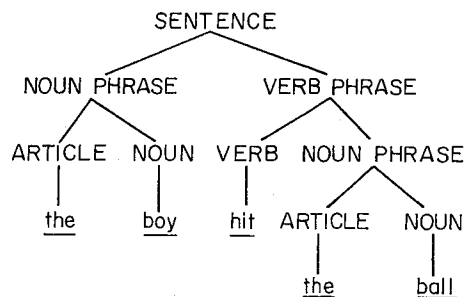 SENTENCE
NOUN PHRASE VERB PHRASE
ARTICLE NOUN VERB NOUN PHRASE
the boy hit ARTICLE NOUN
the ball